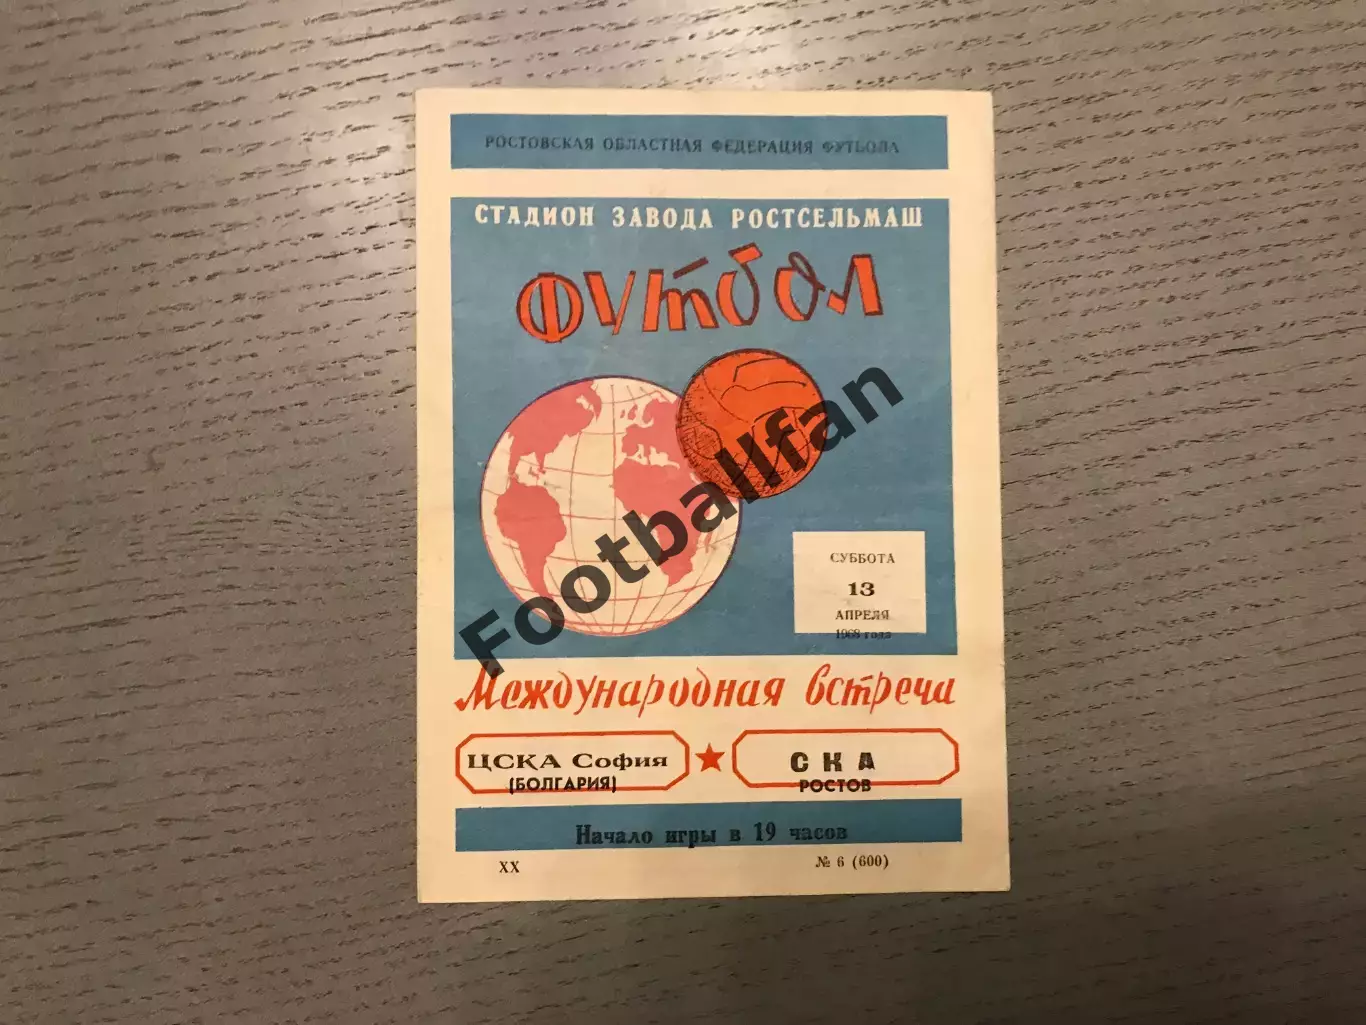 РОСТОВСКАЯ ОБЛАСТНАЯ ФЕДЕРАЦИЯ ФУТБОЛА
СТАДИОН ЗАВОДА РОСТСЕЛЬМАШ
ФУТБОЛ
Footballfan
СУББОТА
13
АПРЕЛЯ
1968 года
Международная встреча
ЦСКА София
(БОЛГАРИЯ)
СКА
РОСТОВ
Начало игры в 19 часов
XX
№ 6 (600)